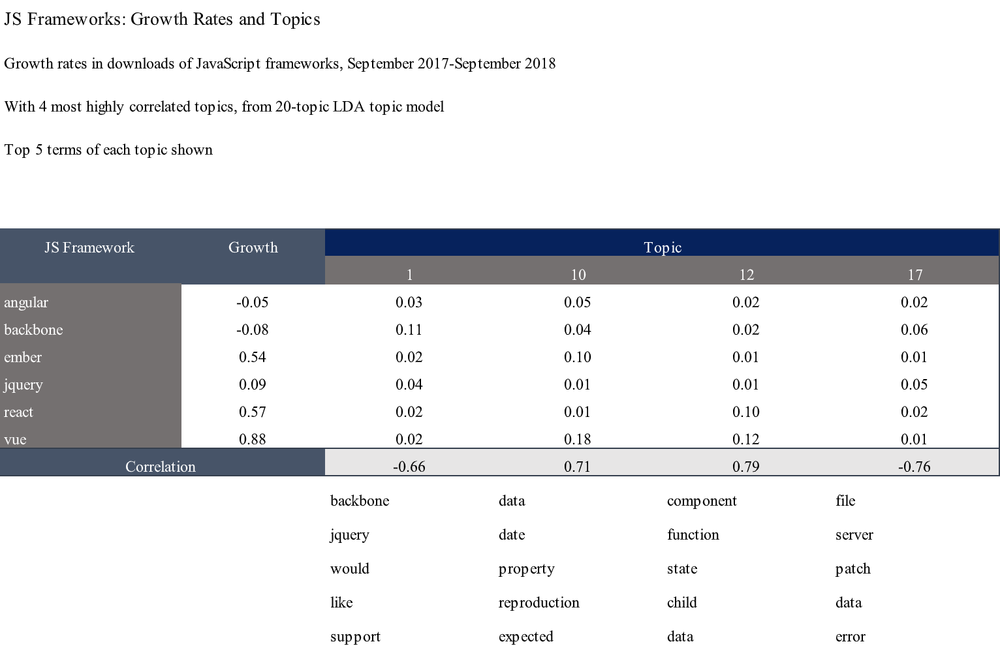 JS Frameworks: Growth Rates and Topics
Growth rates in downloads of JavaScript frameworks, September 2017-September 2018
With 4 most highly correlated topics, from 20-topic LDA topic model
Top 5 terms of each topic shown
JS Framework Growth Topic
1 10 12 17
angular -0.05 0.03 0.05 0.02 0.02
backbone -0.08 0.11 0.04 0.02 0.06
ember 0.54 0.02 0.10 0.01 0.01
jquery 0.09 0.04 0.01 0.01 0.05
react 0.57 0.02 0.01 0.10 0.02
vue 0.88 0.02 0.18 0.12 0.01
Correlation -0.66 0.71 0.79 -0.76
backbone data component file
jquery date function server
would property state patch
like reproduction child data
support expected data error